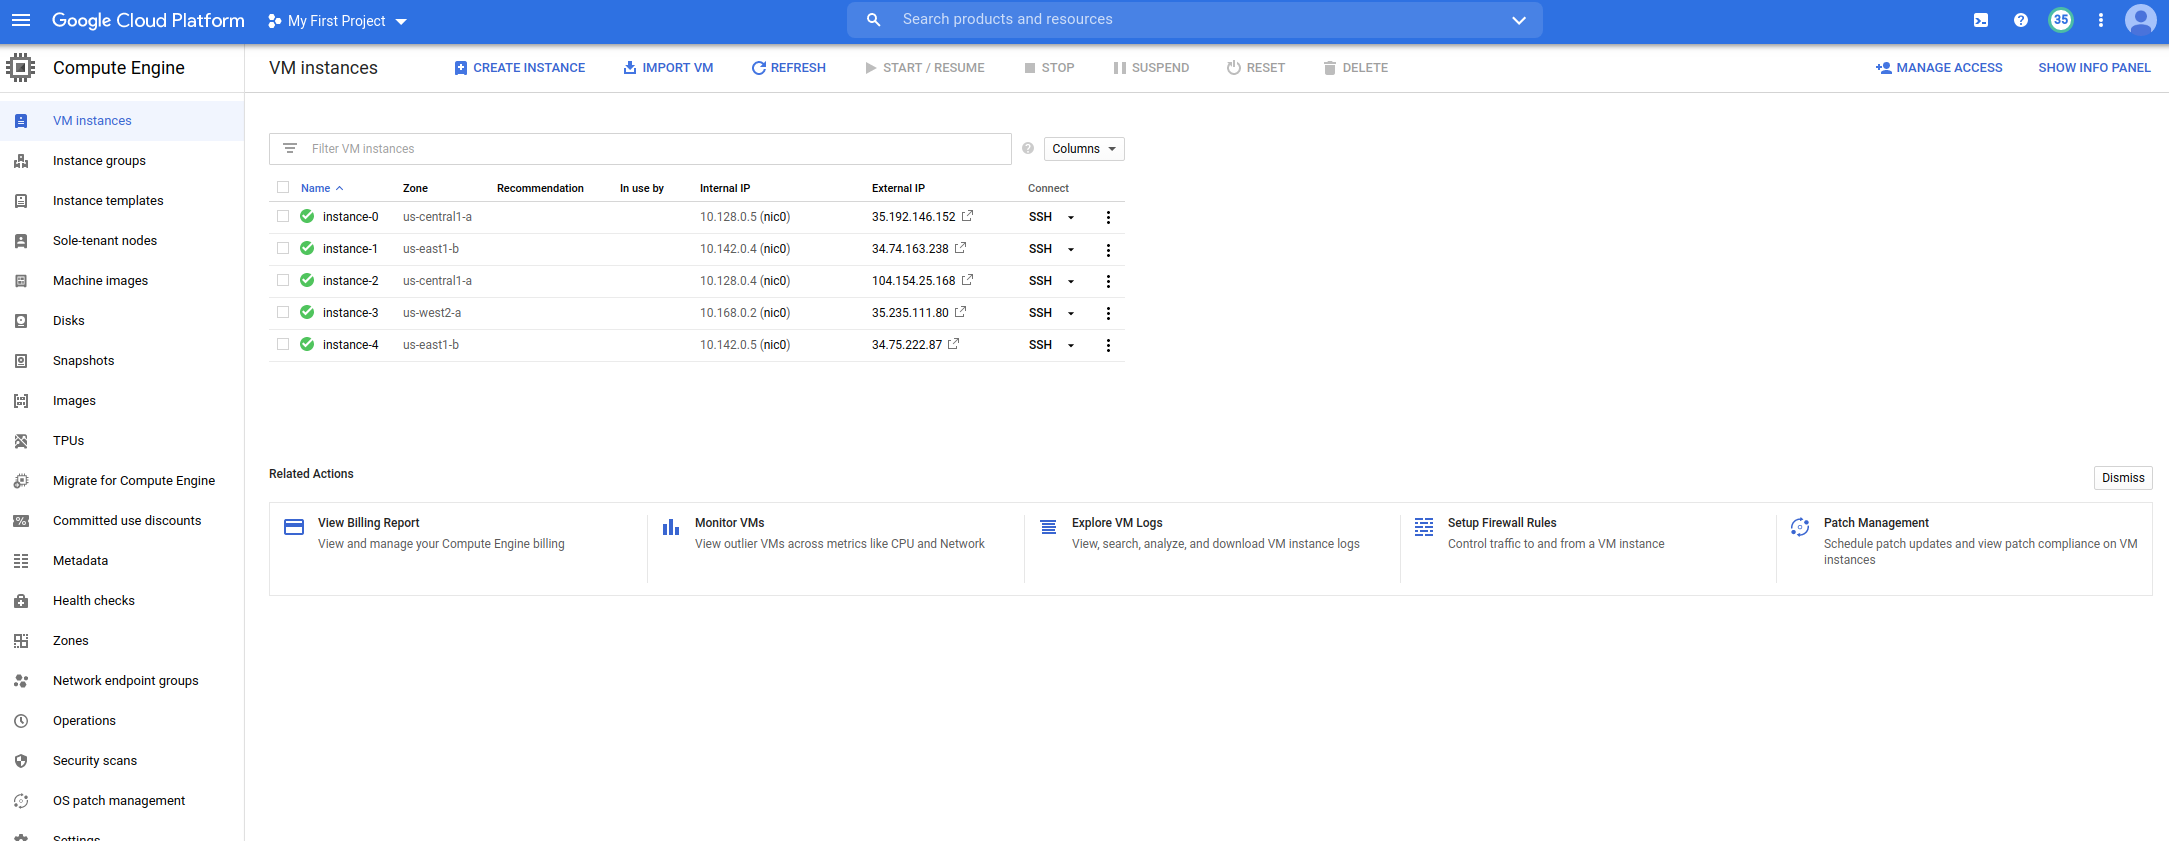 Google Cloud Platform My First Project Search products and resources 35
Compute Engine
VM instances CREATE INSTANCE IMPORT VM REFRESH START / RESUME STOP SUSPEND RESET DELETE MANAGE ACCESS SHOW INFO PANEL
VM instances
Instance groups
Instance templates
Sole-tenant nodes
Machine images
Disks
Snapshots
Images
TPUs
Migrate for Compute Engine
Committed use discounts
Metadata
Health checks
Zones
Network endpoint groups
Operations
Security scans
OS patch management
Settings
Filter VM instances Columns
Name Zone Recommendation In use by Internal IP External IP Connect
instance-0 us-central1-a 10.128.0.5 (nic0) 35.192.146.152 SSH
instance-1 us-east1-b 10.142.0.4 (nic0) 34.74.163.238 SSH
instance-2 us-central1-a 10.128.0.4 (nic0) 104.154.25.168 SSH
instance-3 us-west2-a 10.168.0.2 (nic0) 35.235.111.80 SSH
instance-4 us-east1-b 10.142.0.5 (nic0) 34.75.222.87 SSH
Related Actions Dismiss
View Billing Report
View and manage your Compute Engine billing
Monitor VMs
View outlier VMs across metrics like CPU and Network
Explore VM Logs
View, search, analyze, and download VM instance logs
Setup Firewall Rules
Control traffic to and from a VM instance
Patch Management
Schedule patch updates and view patch compliance on VM
instances